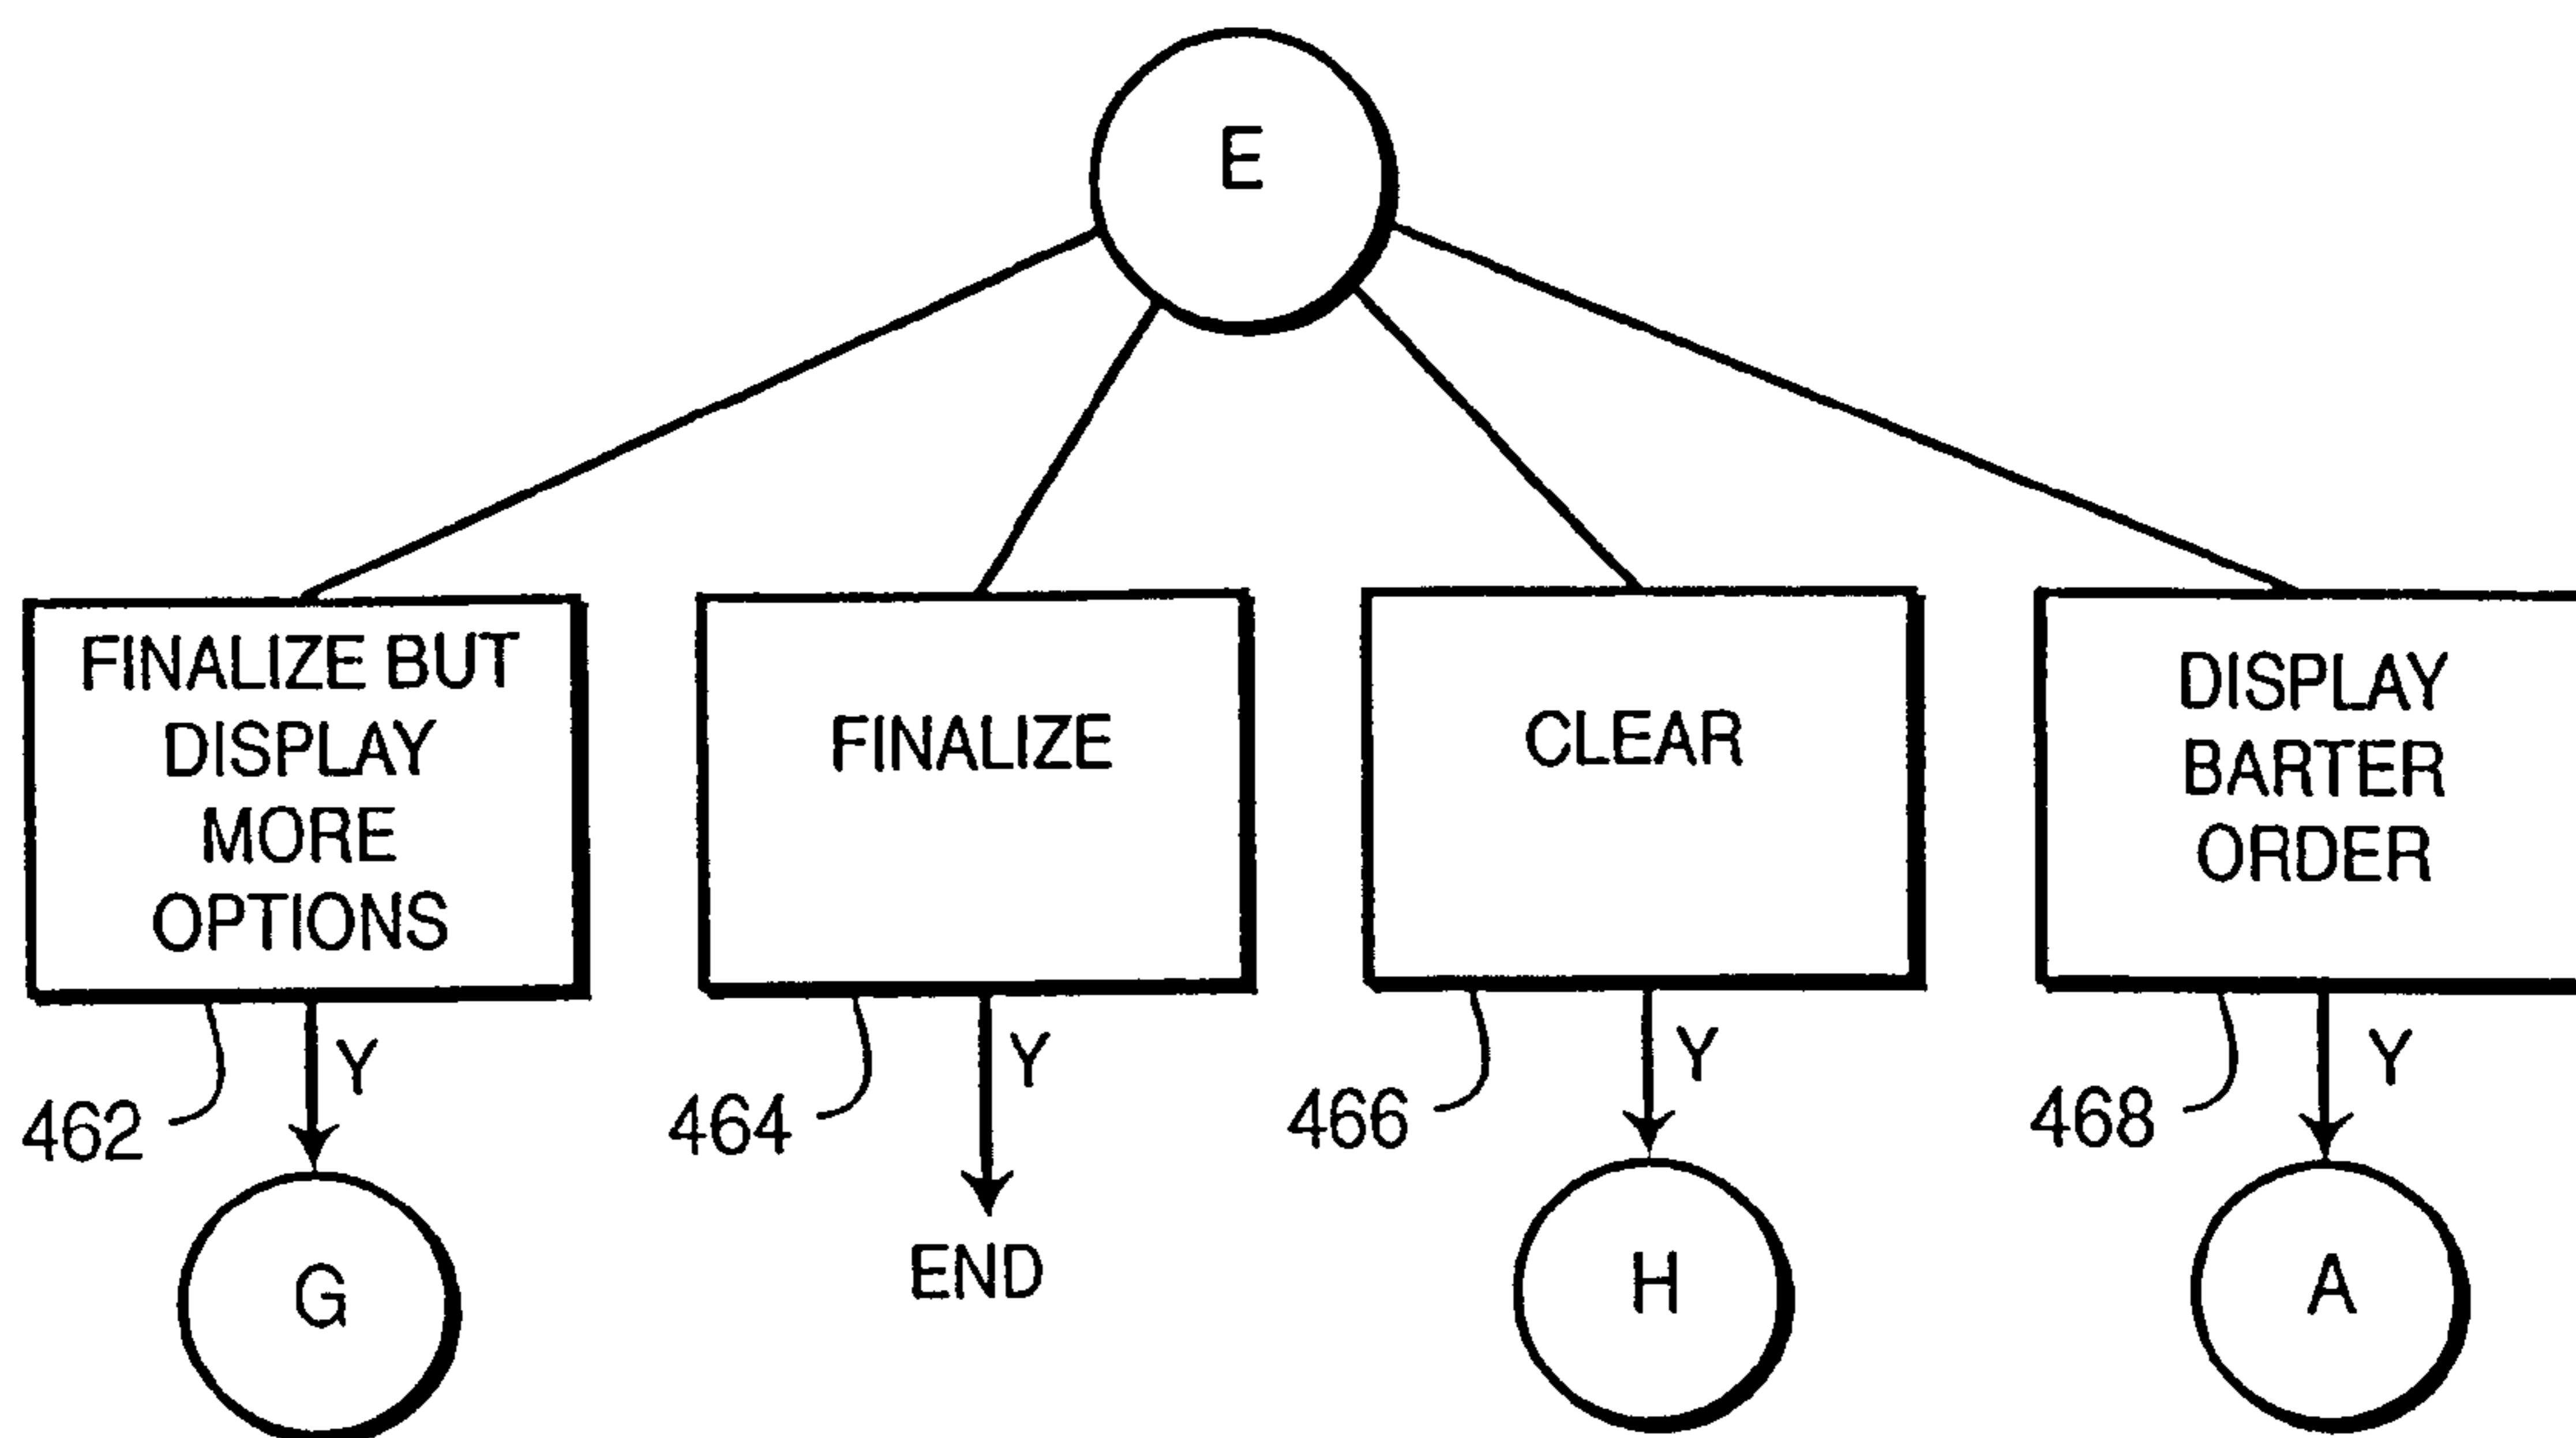 E
FINALIZE BUT
DISPLAY
MORE
OPTIONS
FINALIZE
CLEAR
DISPLAY
BARTER
ORDER
Y
Y
Y
Y
462
464
466
468
G
END
H
A